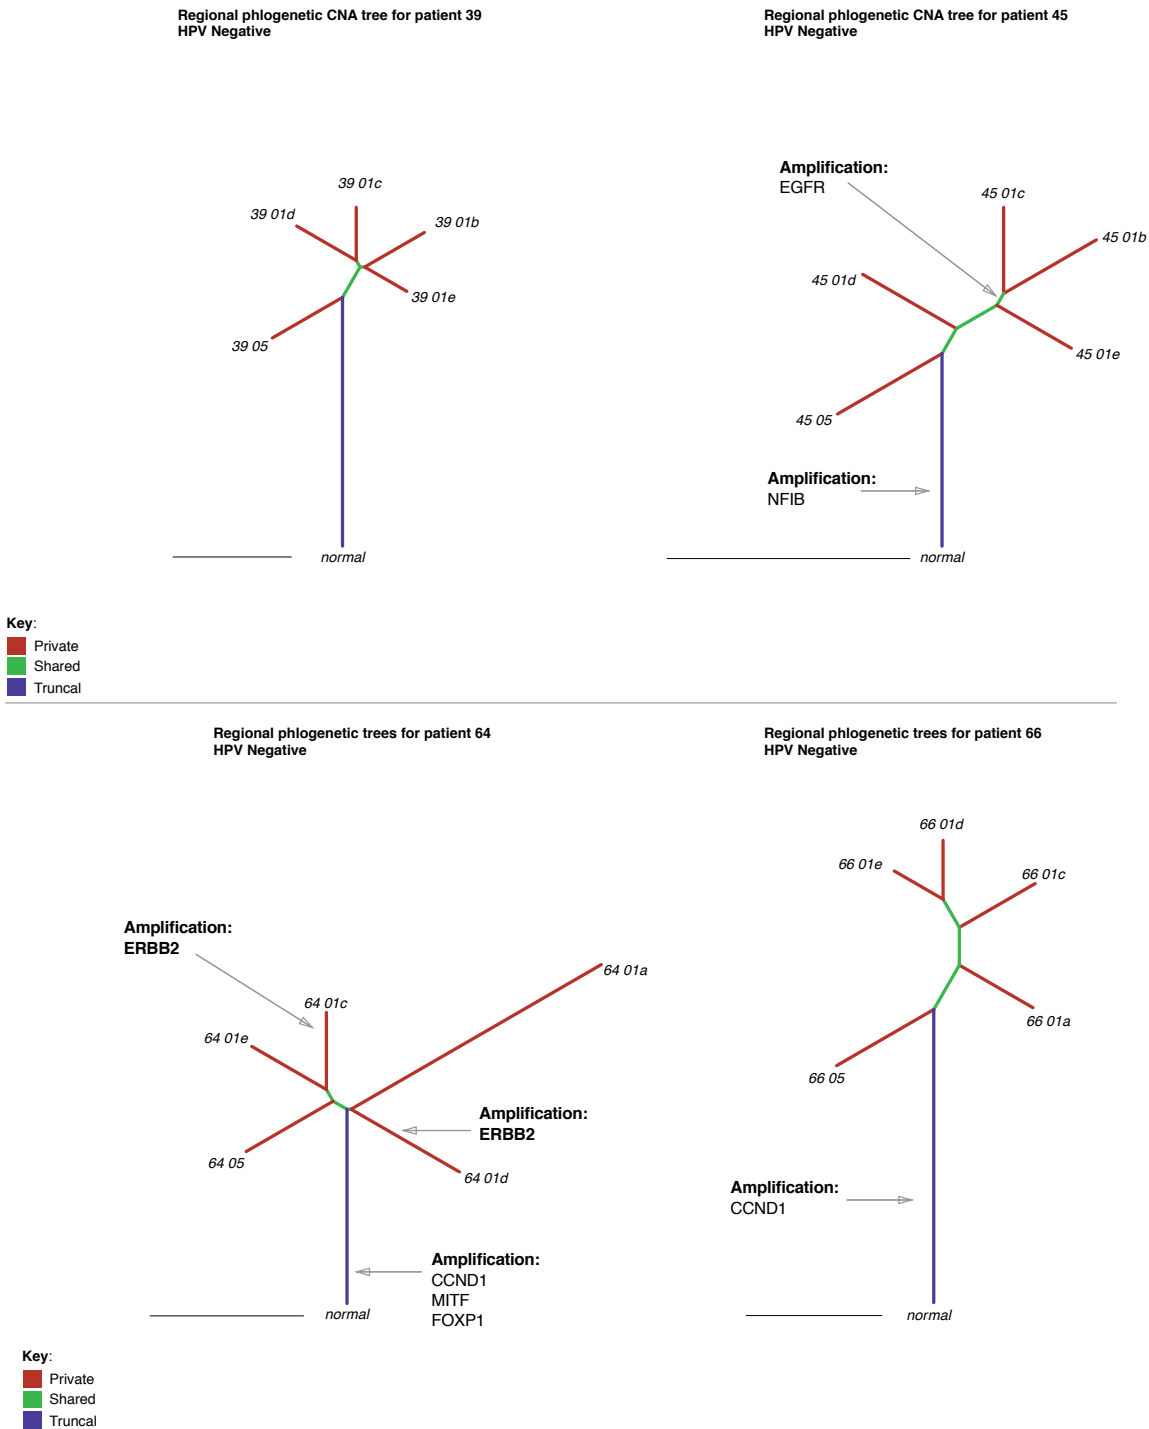 Regional phlogenetic CNA tree for patient 39
HPV Negative
39 01c
39 01d
39 01b
39 01e
39 05
normal
Regional phlogenetic CNA tree for patient 45
HPV Negative
Amplification:
EGFR
45 01c
45 01b
45 01d
45 01e
45 05
Amplification:
NFIB
normal
Key:
Private
Shared
Truncal
Regional phlogenetic trees for patient 64
HPV Negative
Amplification:
ERBB2
64 01a
64 01c
64 01e
Amplification:
ERBB2
64 05
64 01d
Amplification:
CCND1
MITF
FOXP1
normal
Regional phlogenetic trees for patient 66
HPV Negative
66 01d
66 01e
66 01c
66 01a
66 05
Amplification:
CCND1
normal
Key:
Private
Shared
Truncal